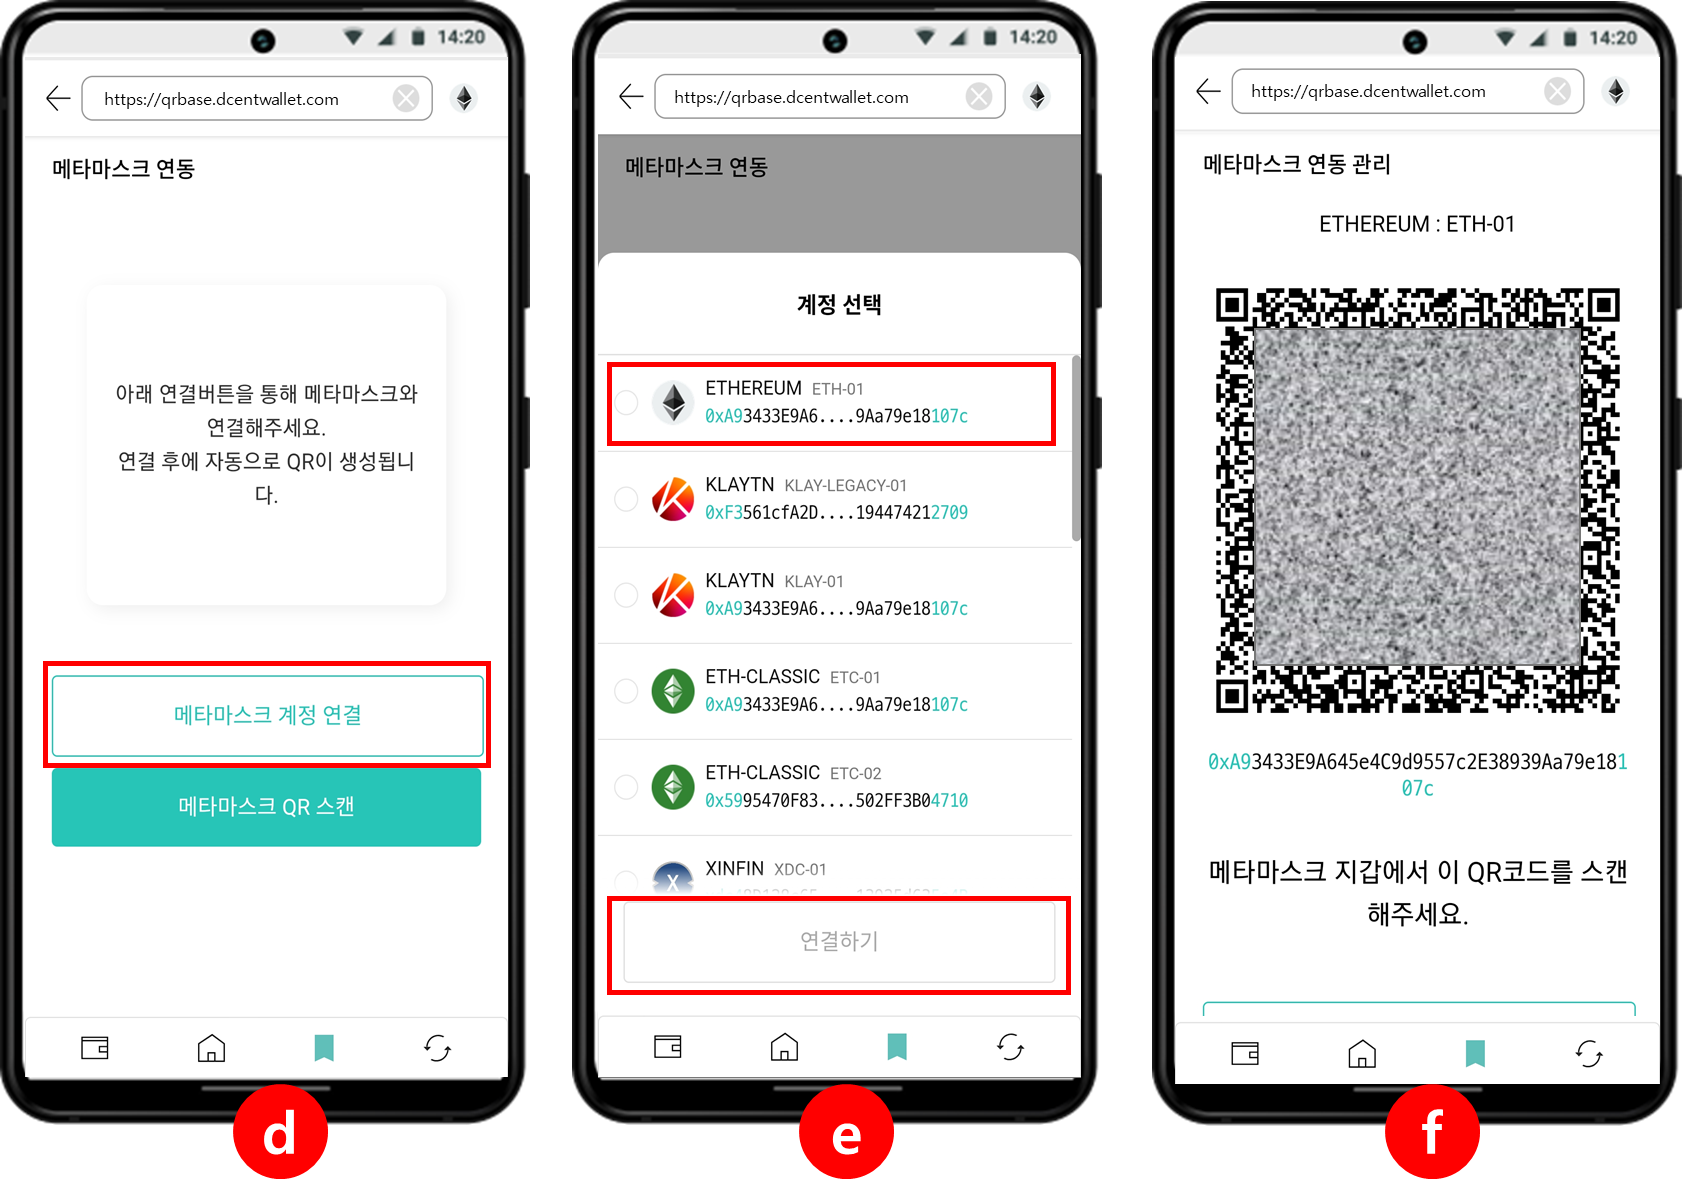 14:20
https://qrbase.dcentwallet.com
메타마스크 연동
아래 연결버튼을 통해 메타마스크와
연결해주세요.
연결 후에 자동으로 QR이 생성됩니
다.
메타마스크 계정 연결
메타마스크 QR 스캔
d
14:20
https://qrbase.dcentwallet.com
메타마스크 연동
계정 선택
ETHEREUM ETH-01
0xA93433E9A6....9Aa79e18107c
KLAYTN KLAY-LEGACY-01
0xF3561cfA2D....194474212709
KLAYTN KLAY-01
0xA93433E9A6....9Aa79e18107c
ETH-CLASSIC ETC-01
0xA93433E9A6....9Aa79e18107c
ETH-CLASSIC ETC-02
0x5995470F83....502FF3B04710
XINFIN XDC-01
연결하기
e
14:20
https://qrbase.dcentwallet.com
메타마스크 연동 관리
ETHEREUM : ETH-01
0xA93433E9A645e4C9d9557c2E38939Aa79e181
07c
메타마스크 지갑에서 이 QR코드를 스캔
해주세요.
f